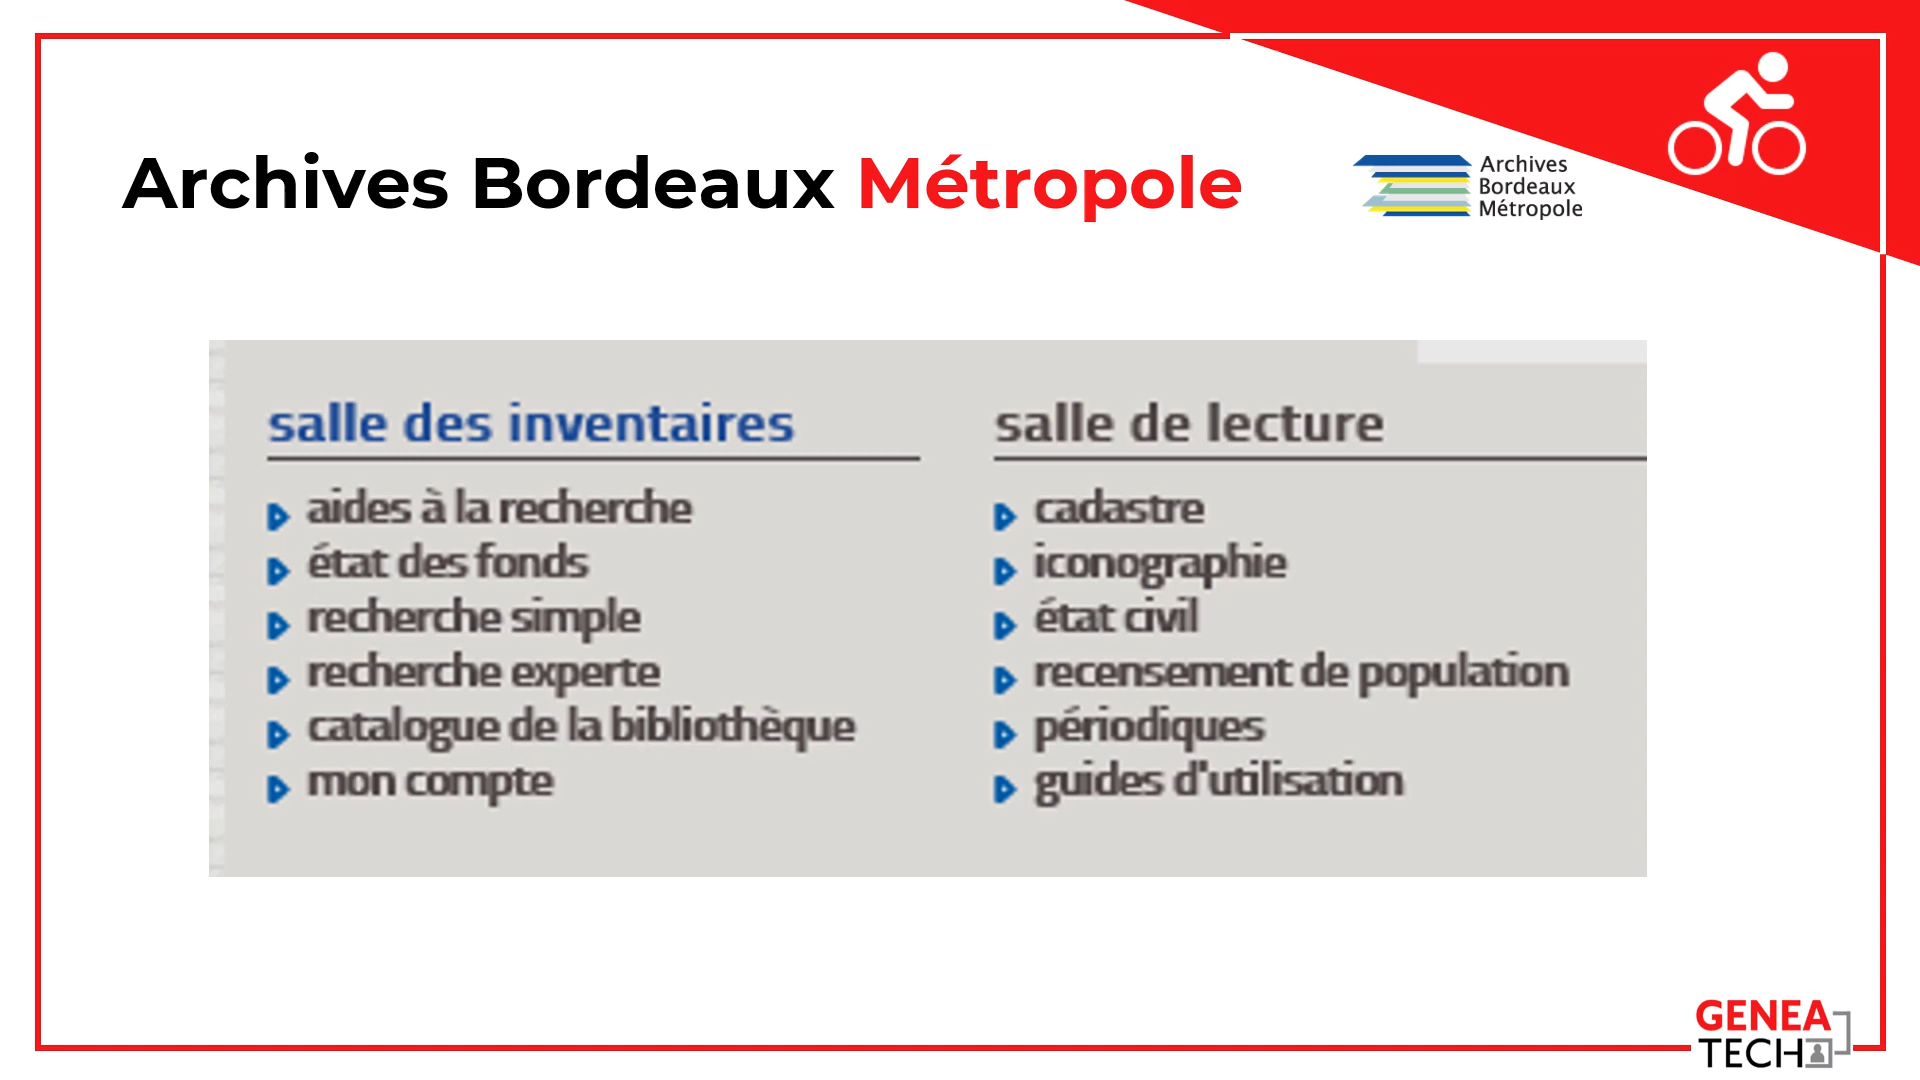 Archives Bordeaux Métropole
Archives
Bordeaux
Métropole
salle des inventaires
aides à la recherche
état des fonds
recherche simple
recherche experte
catalogue de la bibliothèque
mon compte
salle de lecture
cadastre
iconographie
état civil
recensement de population
périodiques
guides d'utilisation
GENEA
TECH